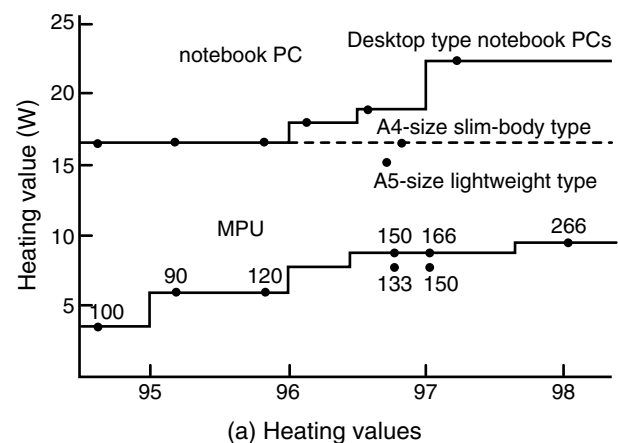 25
Desktop type notebook PCs
notebook PC
20
Heating value (W)
A4-size slim-body type
15
A5-size lightweight type
MPU
266
150 166
10
90 120
133 150
5
100
95 96 97 98
(a) Heating values